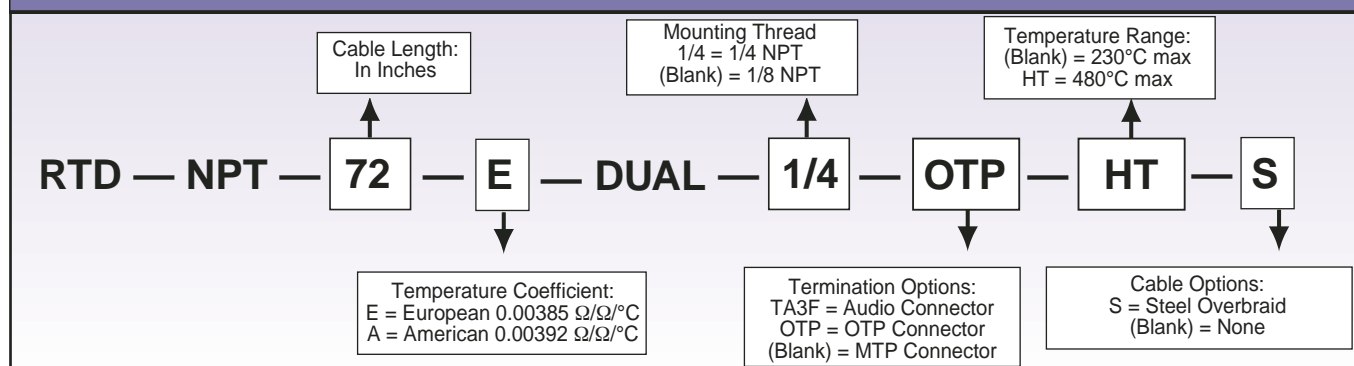 Cable Length:
In Inches
Mounting Thread
1/4 = 1/4 NPT
(Blank) = 1/8 NPT
Temperature Range:
(Blank) = 230°C max
HT = 480°C max
RTD — NPT — 72 — E — DUAL — 1/4 — OTP — HT — S
Temperature Coefficient:
E = European 0.00385 Ω/Ω/°C
A = American 0.00392 Ω/Ω/°C
Termination Options:
TA3F = Audio Connector
OTP = OTP Connector
(Blank) = MTP Connector
Cable Options:
S = Steel Overbraid
(Blank) = None